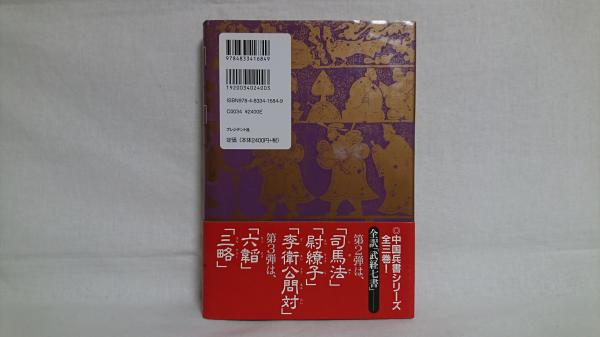 9784833416849
1920034024003
ISBN978-4-8334-1684-9
C0034 ¥2400E
プレジデント社
定価(本体2400円+税)
◎中国兵書シリーズ
全三巻!
全訳「武経七書」
第2弾は、
「司馬法」
「尉繚子」
「李衛公問対」
第3弾は、
「六韜」
「三略」